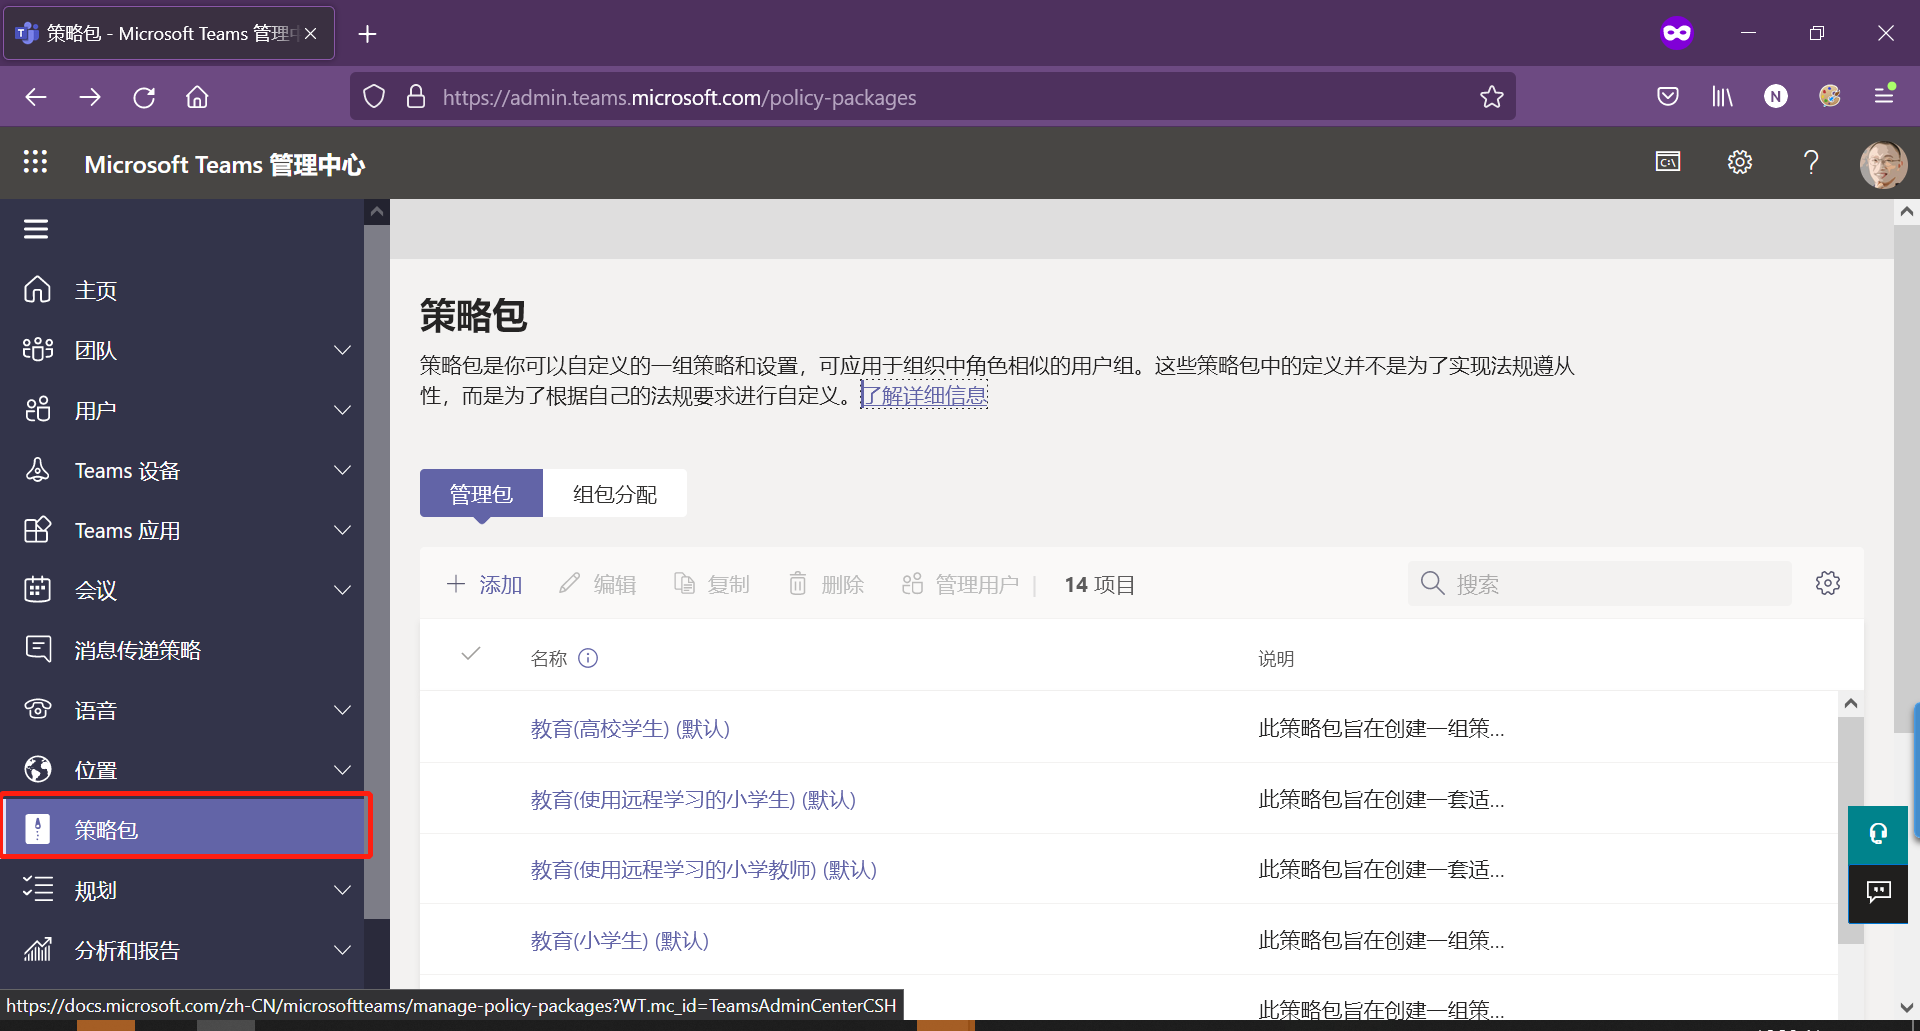 策略包 - Microsoft Teams 管理中
https://admin.teams.microsoft.com/policy-packages
N
Microsoft Teams 管理中心
C:\
主页
团队
用户
Teams 设备
Teams 应用
会议
消息传递策略
语音
位置
策略包
规划
分析和报告
策略包
策略包是你可以自定义的一组策略和设置，可应用于组织中角色相似的用户组。这些策略包中的定义并不是为了实现法规遵从
性，而是为了根据自己的法规要求进行自定义。了解详细信息
管理包 组包分配
添加 编辑 复制 删除 管理用户 | 14 项目 搜索
名称 说明
教育(高校学生) (默认) 此策略包旨在创建一组策...
教育(使用远程学习的小学生) (默认) 此策略包旨在创建一套适...
教育(使用远程学习的小学教师) (默认) 此策略包旨在创建一套适...
教育(小学生) (默认) 此策略包旨在创建一组策...
此策略包旨在创建一组策...
https://docs.microsoft.com/zh-CN/microsoftteams/manage-policy-packages?WT.mc_id=TeamsAdminCenterCSH